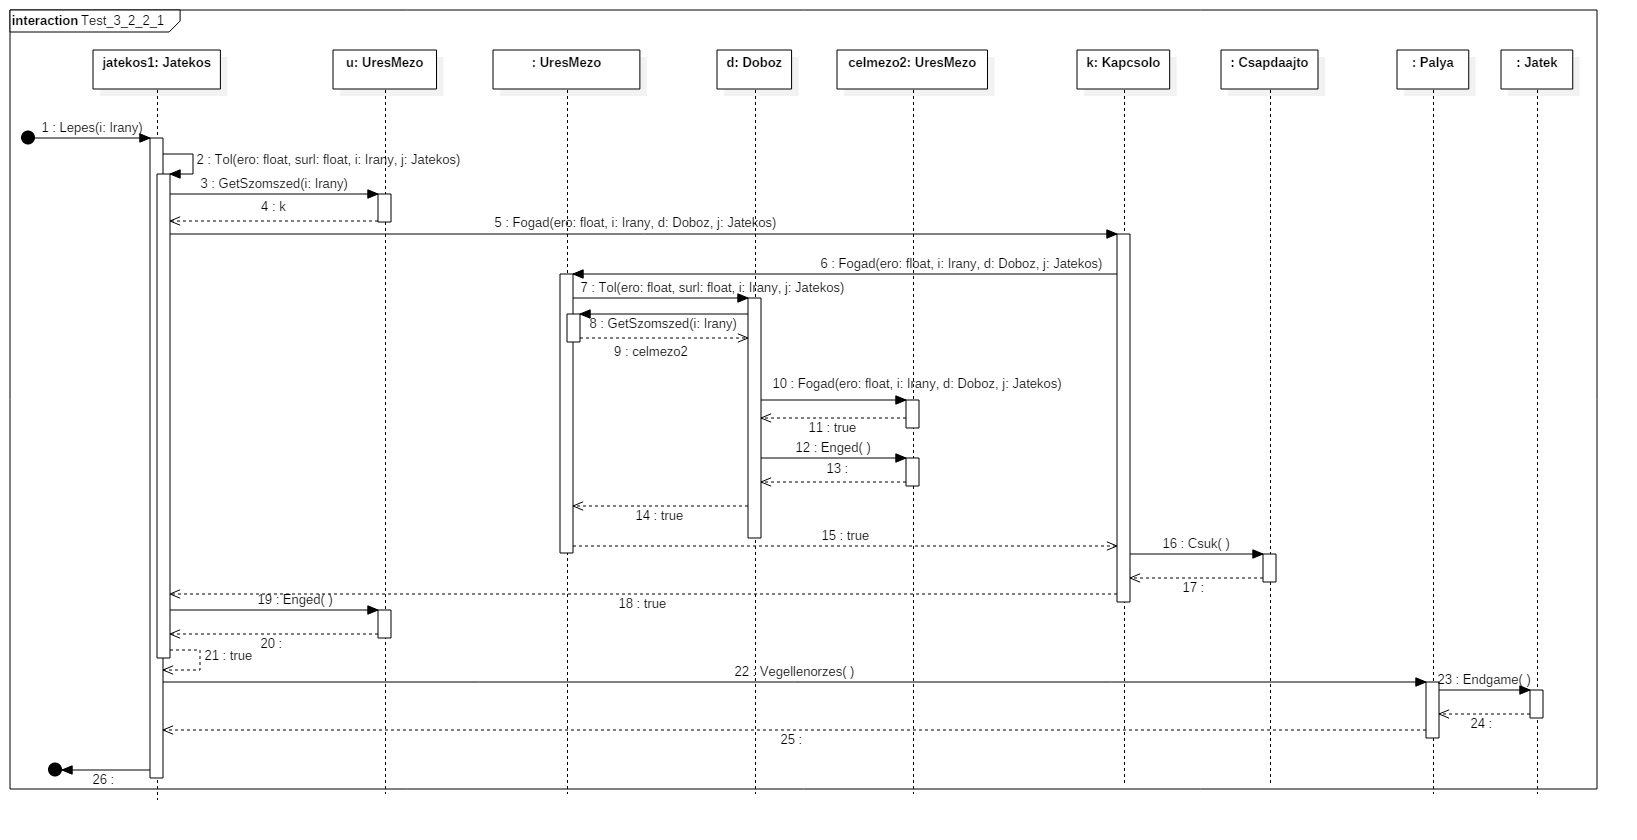 interaction Test_3_2_2_1
jatekos1: Jatekos
u: UresMezo
: UresMezo
d: Doboz
celmezo2: UresMezo
k: Kapcsolo
: Csapdaajto
: Palya
: Jatek
1 : Lepes(i: Irany)
2 : Tol(ero: float, surl: float, i: Irany, j: Jatekos)
3 : GetSzomszed(i: Irany)
4 : k
5 : Fogad(ero: float, i: Irany, d: Doboz, j: Jatekos)
6 : Fogad(ero: float, i: Irany, d: Doboz, j: Jatekos)
7 : Tol(ero: float, surl: float, i: Irany, j: Jatekos)
8 : GetSzomszed(i: Irany)
9 : celmezo2
10 : Fogad(ero: float, i: Irany, d: Doboz, j: Jatekos)
11 : true
12 : Enged( )
13 :
14 : true
15 : true
16 : Csuk( )
17 :
18 : true
19 : Enged( )
20 :
21 : true
22 : Vegellenorzes( )
23 : Endgame( )
24 :
25 :
26 :